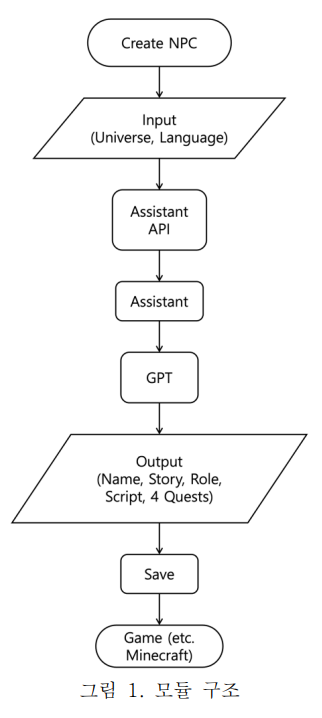 Create NPC
Input
(Universe, Language)
Assistant
API
Assistant
GPT
Output
(Name, Story, Role,
Script, 4 Quests)
Save
Game (etc.
Minecraft)
그림 1. 모듈 구조